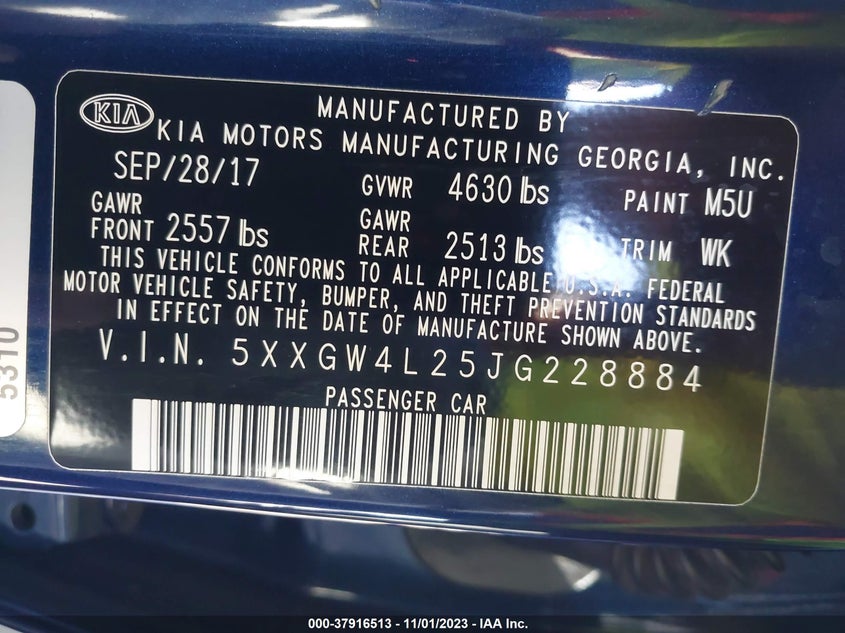 KIA
MANUFACTURED BY
KIA MOTORS MANUFACTURING GEORGIA, INC.
SEP/28/17 GVWR 4630 lbs PAINT M5U
GAWR FRONT 2557 lbs GAWR REAR 2513 lbs TRIM WK
THIS VEHICLE CONFORMS TO ALL APPLICABLE U.S.A. FEDERAL
MOTOR VEHICLE SAFETY, BUMPER, AND THEFT PREVENTION STANDARDS
IN EFFECT ON THE DATE OF MANUFACTURE SHOWN ABOVE.
V.I.N. 5XXGW4L25JG228884
PASSENGER CAR
5310
000-37916513 - 11/01/2023 - IAA Inc.